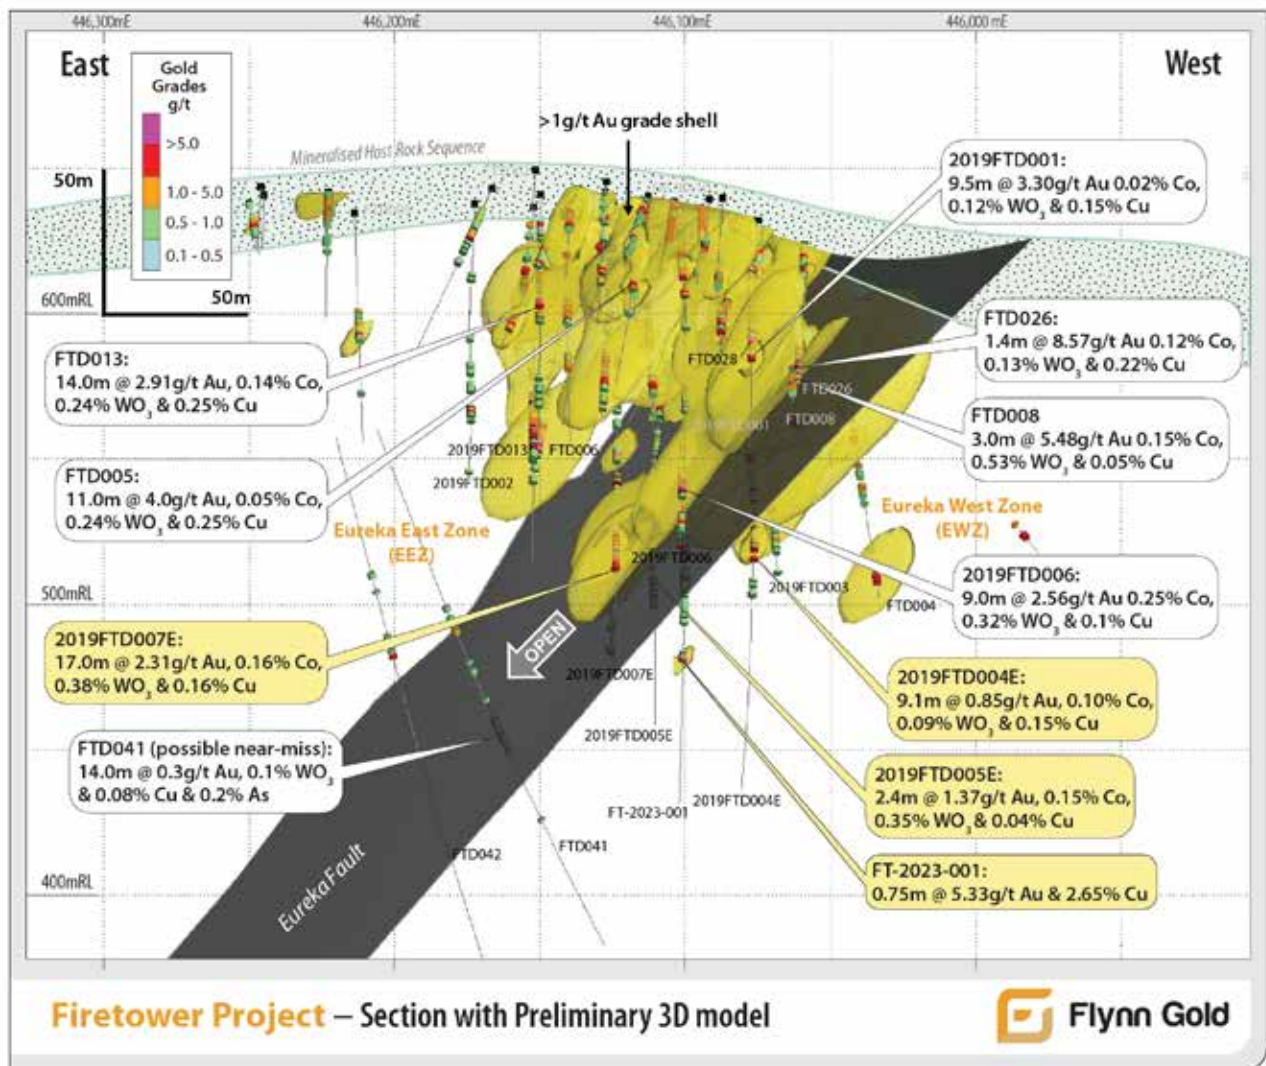 446,300mE
446,200mE
446,100mE
446,000 mE
East
West
Gold
Grades
g/t
>5.0
1.0 - 5.0
0.5 - 1.0
0.1 - 0.5
Mineralised Host Rock Sequence
>1g/t Au grade shell
50m
50m
600mRL
500mRL
400mRL
2019FTD001:
9.5m @ 3.30g/t Au 0.02% Co,
0.12% WO₃ & 0.15% Cu
FTD026:
1.4m @ 8.57g/t Au 0.12% Co,
0.13% WO₃ & 0.22% Cu
FTD008
3.0m @ 5.48g/t Au 0.15% Co,
0.53% WO₃ & 0.05% Cu
FTD013:
14.0m @ 2.91g/t Au, 0.14% Co,
0.24% WO₃ & 0.25% Cu
FTD005:
11.0m @ 4.0g/t Au, 0.05% Co,
0.24% WO₃ & 0.25% Cu
FTD028
FTD026
FTD008
2019FTD001
2019FTD013
FTD006
2019FTD002
Eureka East Zone
(EEZ)
Eureka West Zone
(EWZ)
2019FTD006
2019FTD003
FTD004
2019FTD006:
9.0m @ 2.56g/t Au 0.25% Co,
0.32% WO₃ & 0.1% Cu
2019FTD007E:
17.0m @ 2.31g/t Au, 0.16% Co,
0.38% WO₃ & 0.16% Cu
OPEN
2019FTD007E
2019FTD004E:
9.1m @ 0.85g/t Au, 0.10% Co,
0.09% WO₃ & 0.15% Cu
FTD041 (possible near-miss):
14.0m @ 0.3g/t Au, 0.1% WO₃
& 0.08% Cu & 0.2% As
2019FTD005E
2019FTD005E:
2.4m @ 1.37g/t Au, 0.15% Co,
0.35% WO₃ & 0.04% Cu
FT-2023-001
2019FTD004E
FTD042
FTD041
FT-2023-001:
0.75m @ 5.33g/t Au & 2.65% Cu
Eureka Fault
Firetower Project – Section with Preliminary 3D model
Flynn Gold